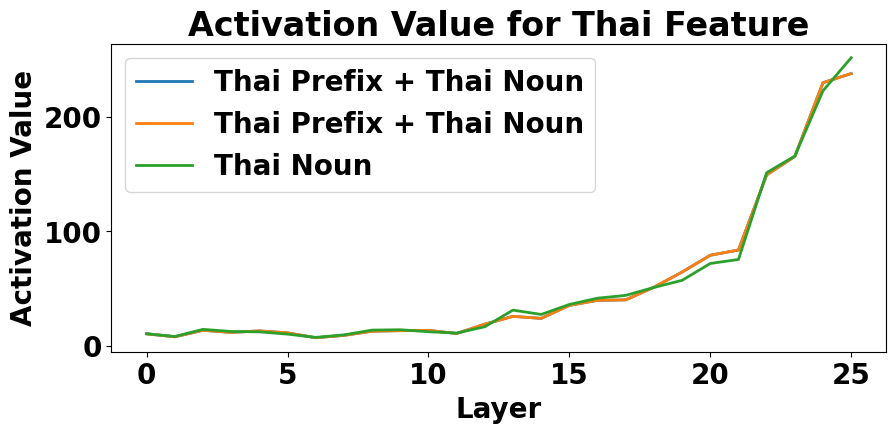 Activation Value for Thai Feature
Activation Value
200
100
0
Thai Prefix + Thai Noun
Thai Prefix + Thai Noun
Thai Noun
0 5 10 15 20 25
Layer